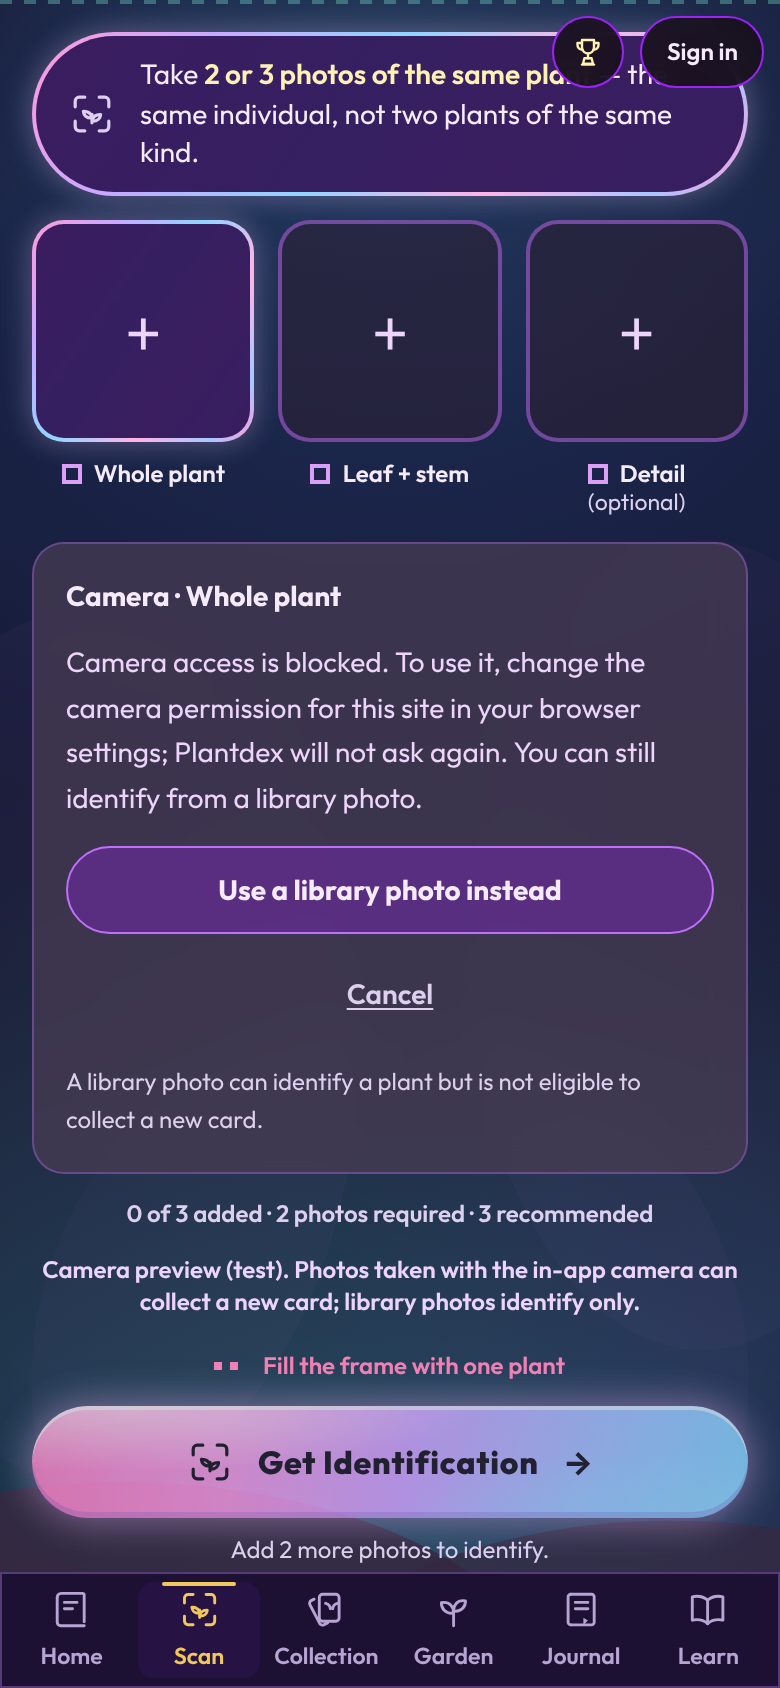 Sign in
Take 2 or 3 photos of the same
same individual, not two plants of the same
kind.
Whole plant
Leaf + stem
Detail
(optional)
Camera · Whole plant
Camera access is blocked. To use it, change the
camera permission for this site in your browser
settings; Plantdex will not ask again. You can still
identify from a library photo.
Use a library photo instead
Cancel
A library photo can identify a plant but is not eligible to
collect a new card.
0 of 3 added · 2 photos required · 3 recommended
Camera preview (test). Photos taken with the in-app camera can
collect a new card; library photos identify only.
Fill the frame with one plant
Get Identification →
Add 2 more photos to identify.
Home
Scan
Collection
Garden
Journal
Learn